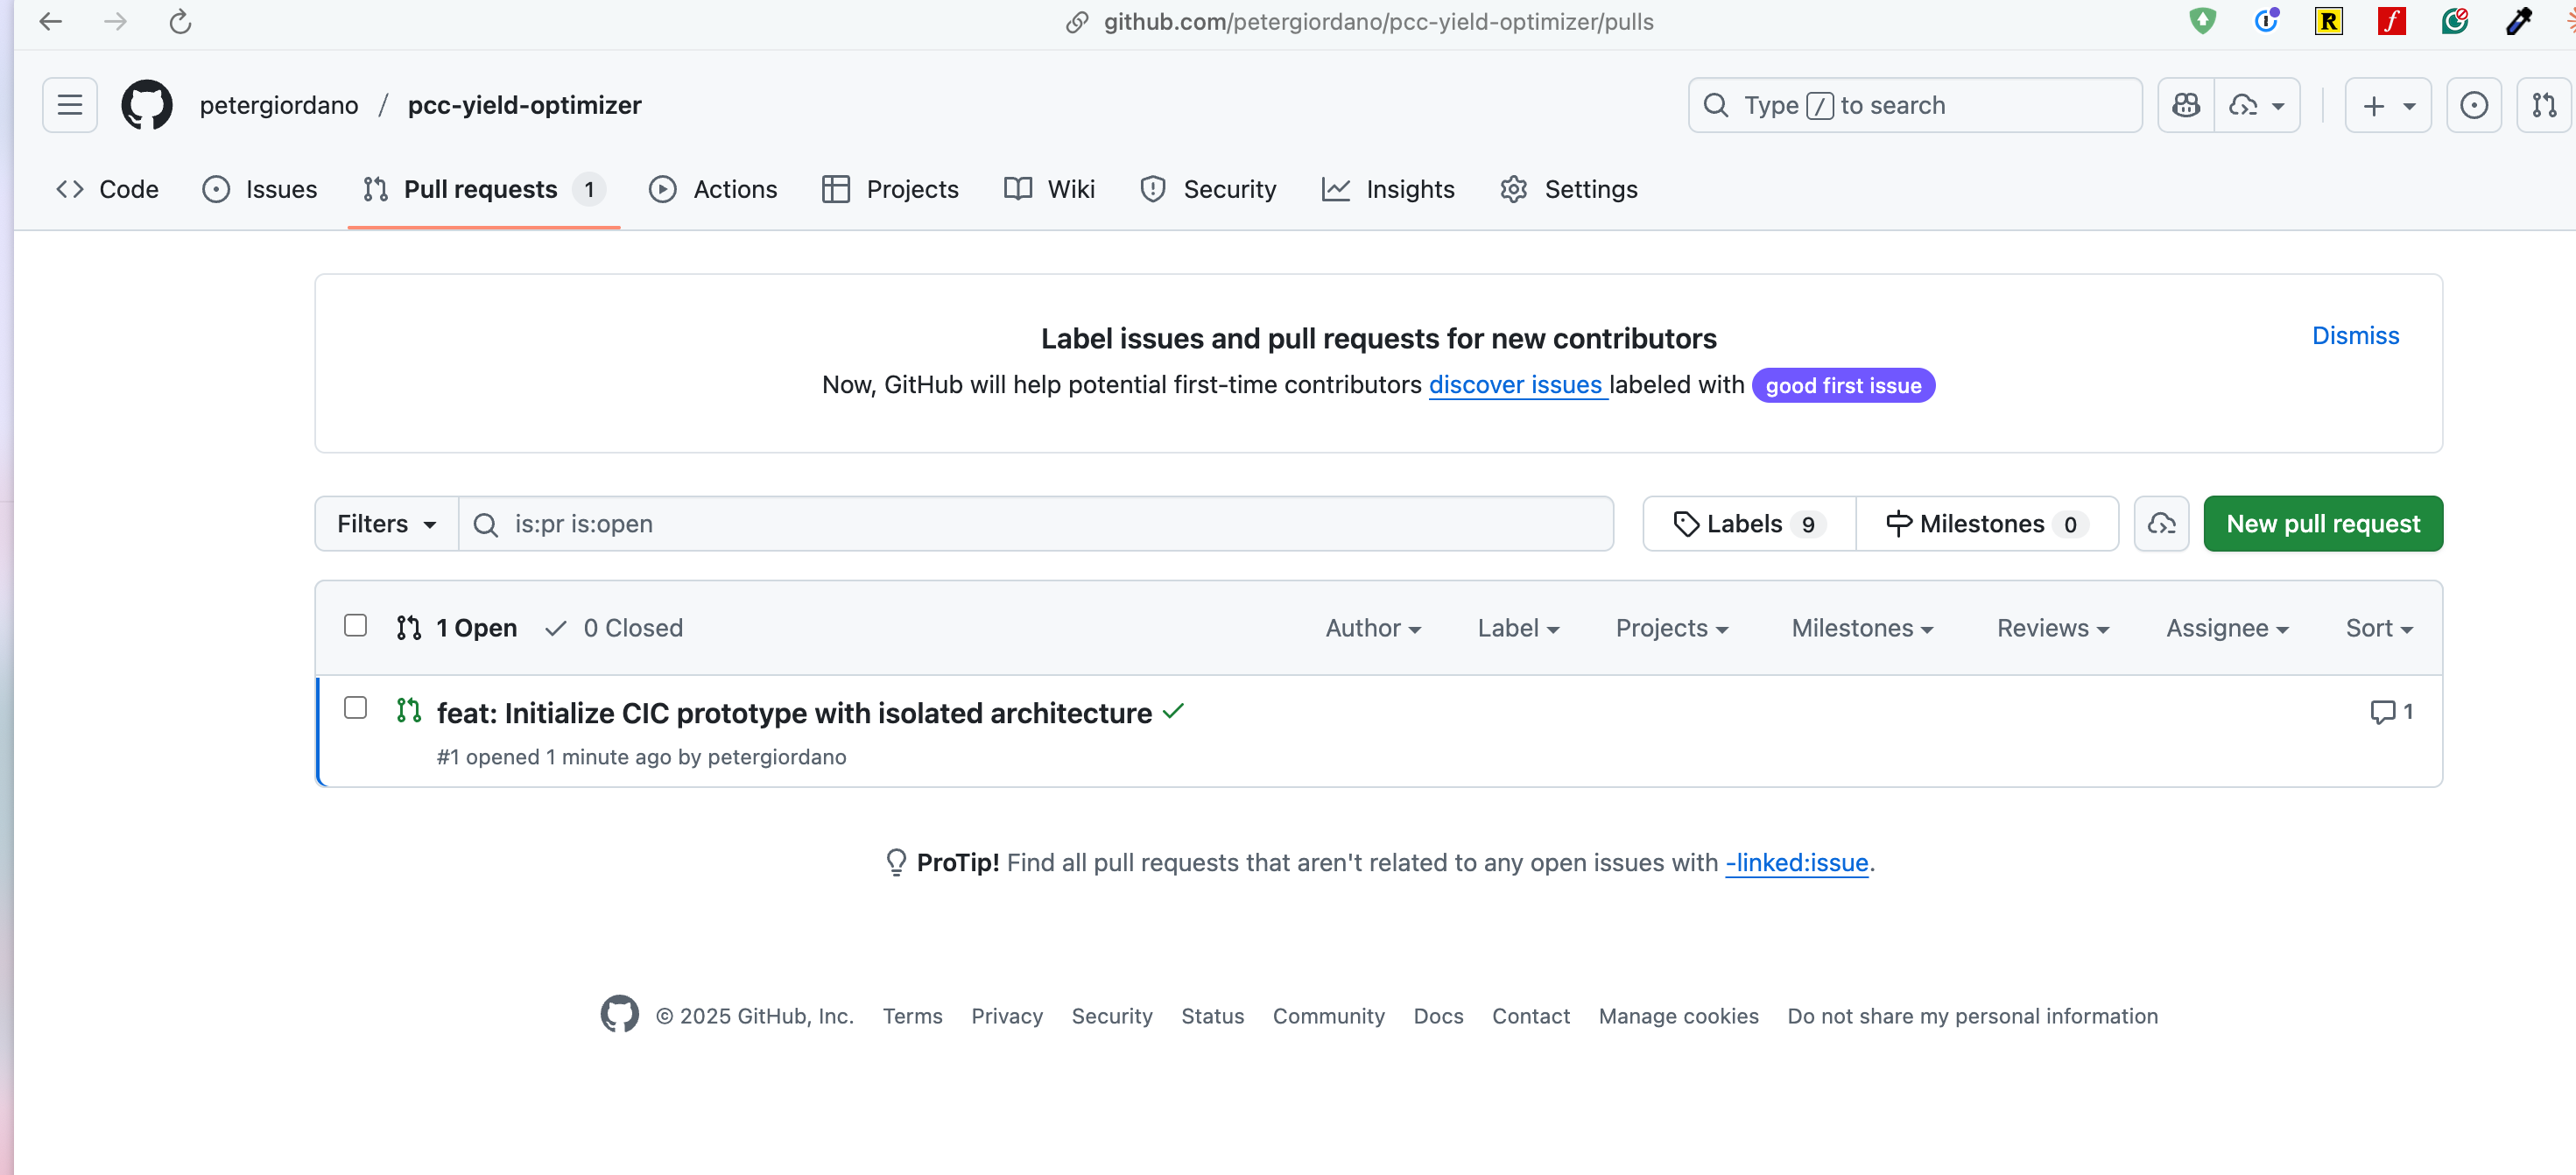 github.com/petergiordano/pcc-yield-optimizer/pulls
petergiordano / pcc-yield-optimizer
Type / to search
Code Issues Pull requests 1 Actions Projects Wiki Security Insights Settings
Label issues and pull requests for new contributors
Dismiss
Now, GitHub will help potential first-time contributors discover issues labeled with good first issue
Filters is:pr is:open Labels 9 Milestones 0 New pull request
1 Open 0 Closed Author Label Projects Milestones Reviews Assignee Sort
feat: Initialize CIC prototype with isolated architecture 1
#1 opened 1 minute ago by petergiordano
ProTip! Find all pull requests that aren't related to any open issues with -linked:issue.
© 2025 GitHub, Inc. Terms Privacy Security Status Community Docs Contact Manage cookies Do not share my personal information